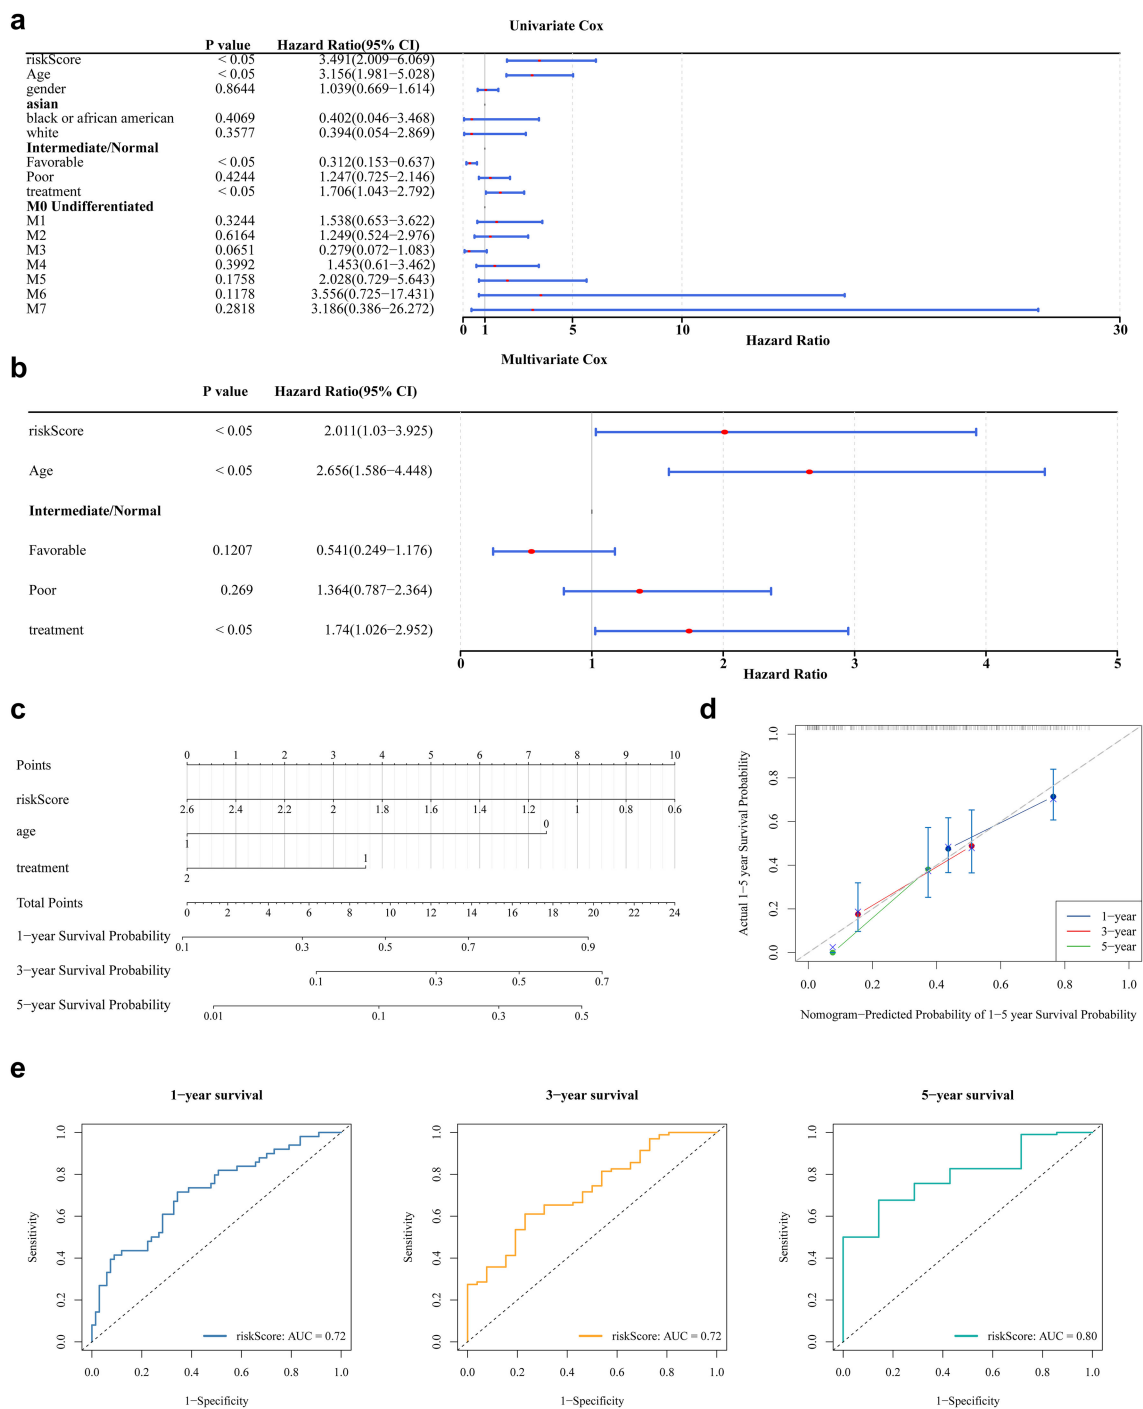 a
Univariate Cox
P value Hazard Ratio(95% CI)
riskScore < 0.05 3.491(2.009−6.069)
Age < 0.05 3.156(1.981−5.028)
gender 0.8644 1.039(0.669−1.614)
asian
black or african american 0.4069 0.402(0.046−3.468)
white 0.3577 0.394(0.054−2.869)
Intermediate/Normal
Favorable < 0.05 0.312(0.153−0.637)
Poor 0.4244 1.247(0.725−2.146)
treatment < 0.05 1.706(1.043−2.792)
M0 Undifferentiated
M1 0.3244 1.538(0.653−3.622)
M2 0.6164 1.249(0.524−2.976)
M3 0.0651 0.279(0.072−1.083)
M4 0.3992 1.453(0.61−3.462)
M5 0.1758 2.028(0.729−5.643)
M6 0.1178 3.556(0.725−17.431)
M7 0.2818 3.186(0.386−26.272)
0 1 5 10 30
Hazard Ratio
b
Multivariate Cox
P value Hazard Ratio(95% CI)
riskScore < 0.05 2.011(1.03−3.925)
Age < 0.05 2.656(1.586−4.448)
Intermediate/Normal
Favorable 0.1207 0.541(0.249−1.176)
Poor 0.269 1.364(0.787−2.364)
treatment < 0.05 1.74(1.026−2.952)
0 1 2 3 4 5
Hazard Ratio
c
Points 0 1 2 3 4 5 6 7 8 9 10
riskScore 2.6 2.4 2.2 2 1.8 1.6 1.4 1.2 1 0.8 0.6
age 1 0
treatment 2 1
Total Points 0 2 4 6 8 10 12 14 16 18 20 22 24
1−year Survival Probability 0.1 0.3 0.5 0.7 0.9
3−year Survival Probability 0.1 0.3 0.5 0.7
5−year Survival Probability 0.01 0.1 0.3 0.5
d
Actual 1−5 year Survival Probability
0.0 0.2 0.4 0.6 0.8 1.0
1−year
3−year
5−year
0.0 0.2 0.4 0.6 0.8 1.0
Nomogram−Predicted Probability of 1−5 year Survival Probability
e
1−year survival
Sensitivity
0.0 0.2 0.4 0.6 0.8 1.0
riskScore: AUC = 0.72
0.0 0.2 0.4 0.6 0.8 1.0
1−Specificity
3−year survival
Sensitivity
0.0 0.2 0.4 0.6 0.8 1.0
riskScore: AUC = 0.72
0.0 0.2 0.4 0.6 0.8 1.0
1−Specificity
5−year survival
Sensitivity
0.0 0.2 0.4 0.6 0.8 1.0
riskScore: AUC = 0.80
0.0 0.2 0.4 0.6 0.8 1.0
1−Specificity